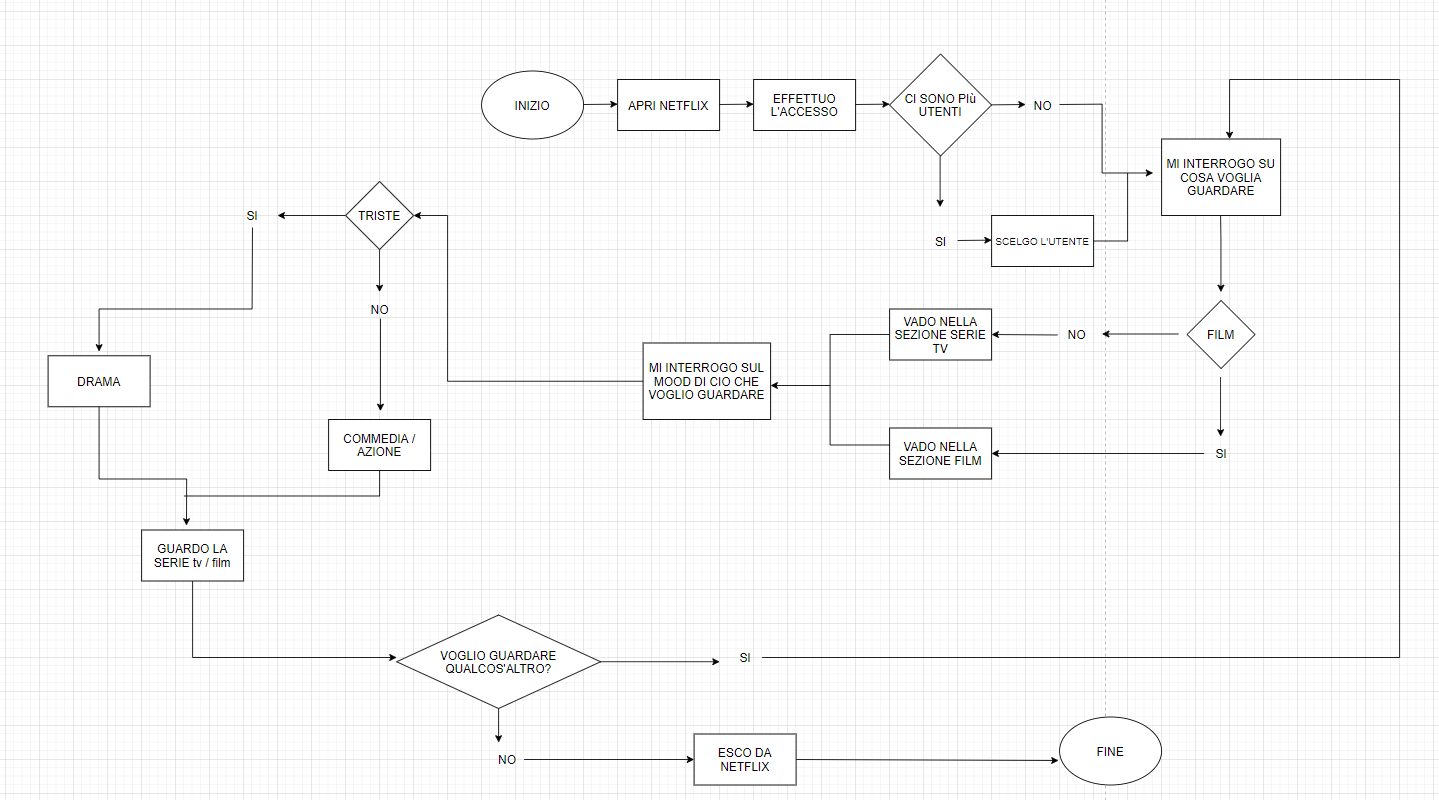 INIZIO
APRI NETFLIX
EFFETTUO
L'ACCESSO
CI SONO PIù
UTENTI
NO
MI INTERROGO SU
COSA VOGLIA
GUARDARE
SI
SCELGO L'UTENTE
FILM
NO
VADO NELLA
SEZIONE SERIE
TV
SI
VADO NELLA
SEZIONE FILM
MI INTERROGO SUL
MOOD DI CIO CHE
VOGLIO GUARDARE
TRISTE
SI
NO
DRAMA
COMMEDIA /
AZIONE
GUARDO LA
SERIE tv / film
VOGLIO GUARDARE
QUALCOS'ALTRO?
SI
NO
ESCO DA
NETFLIX
FINE